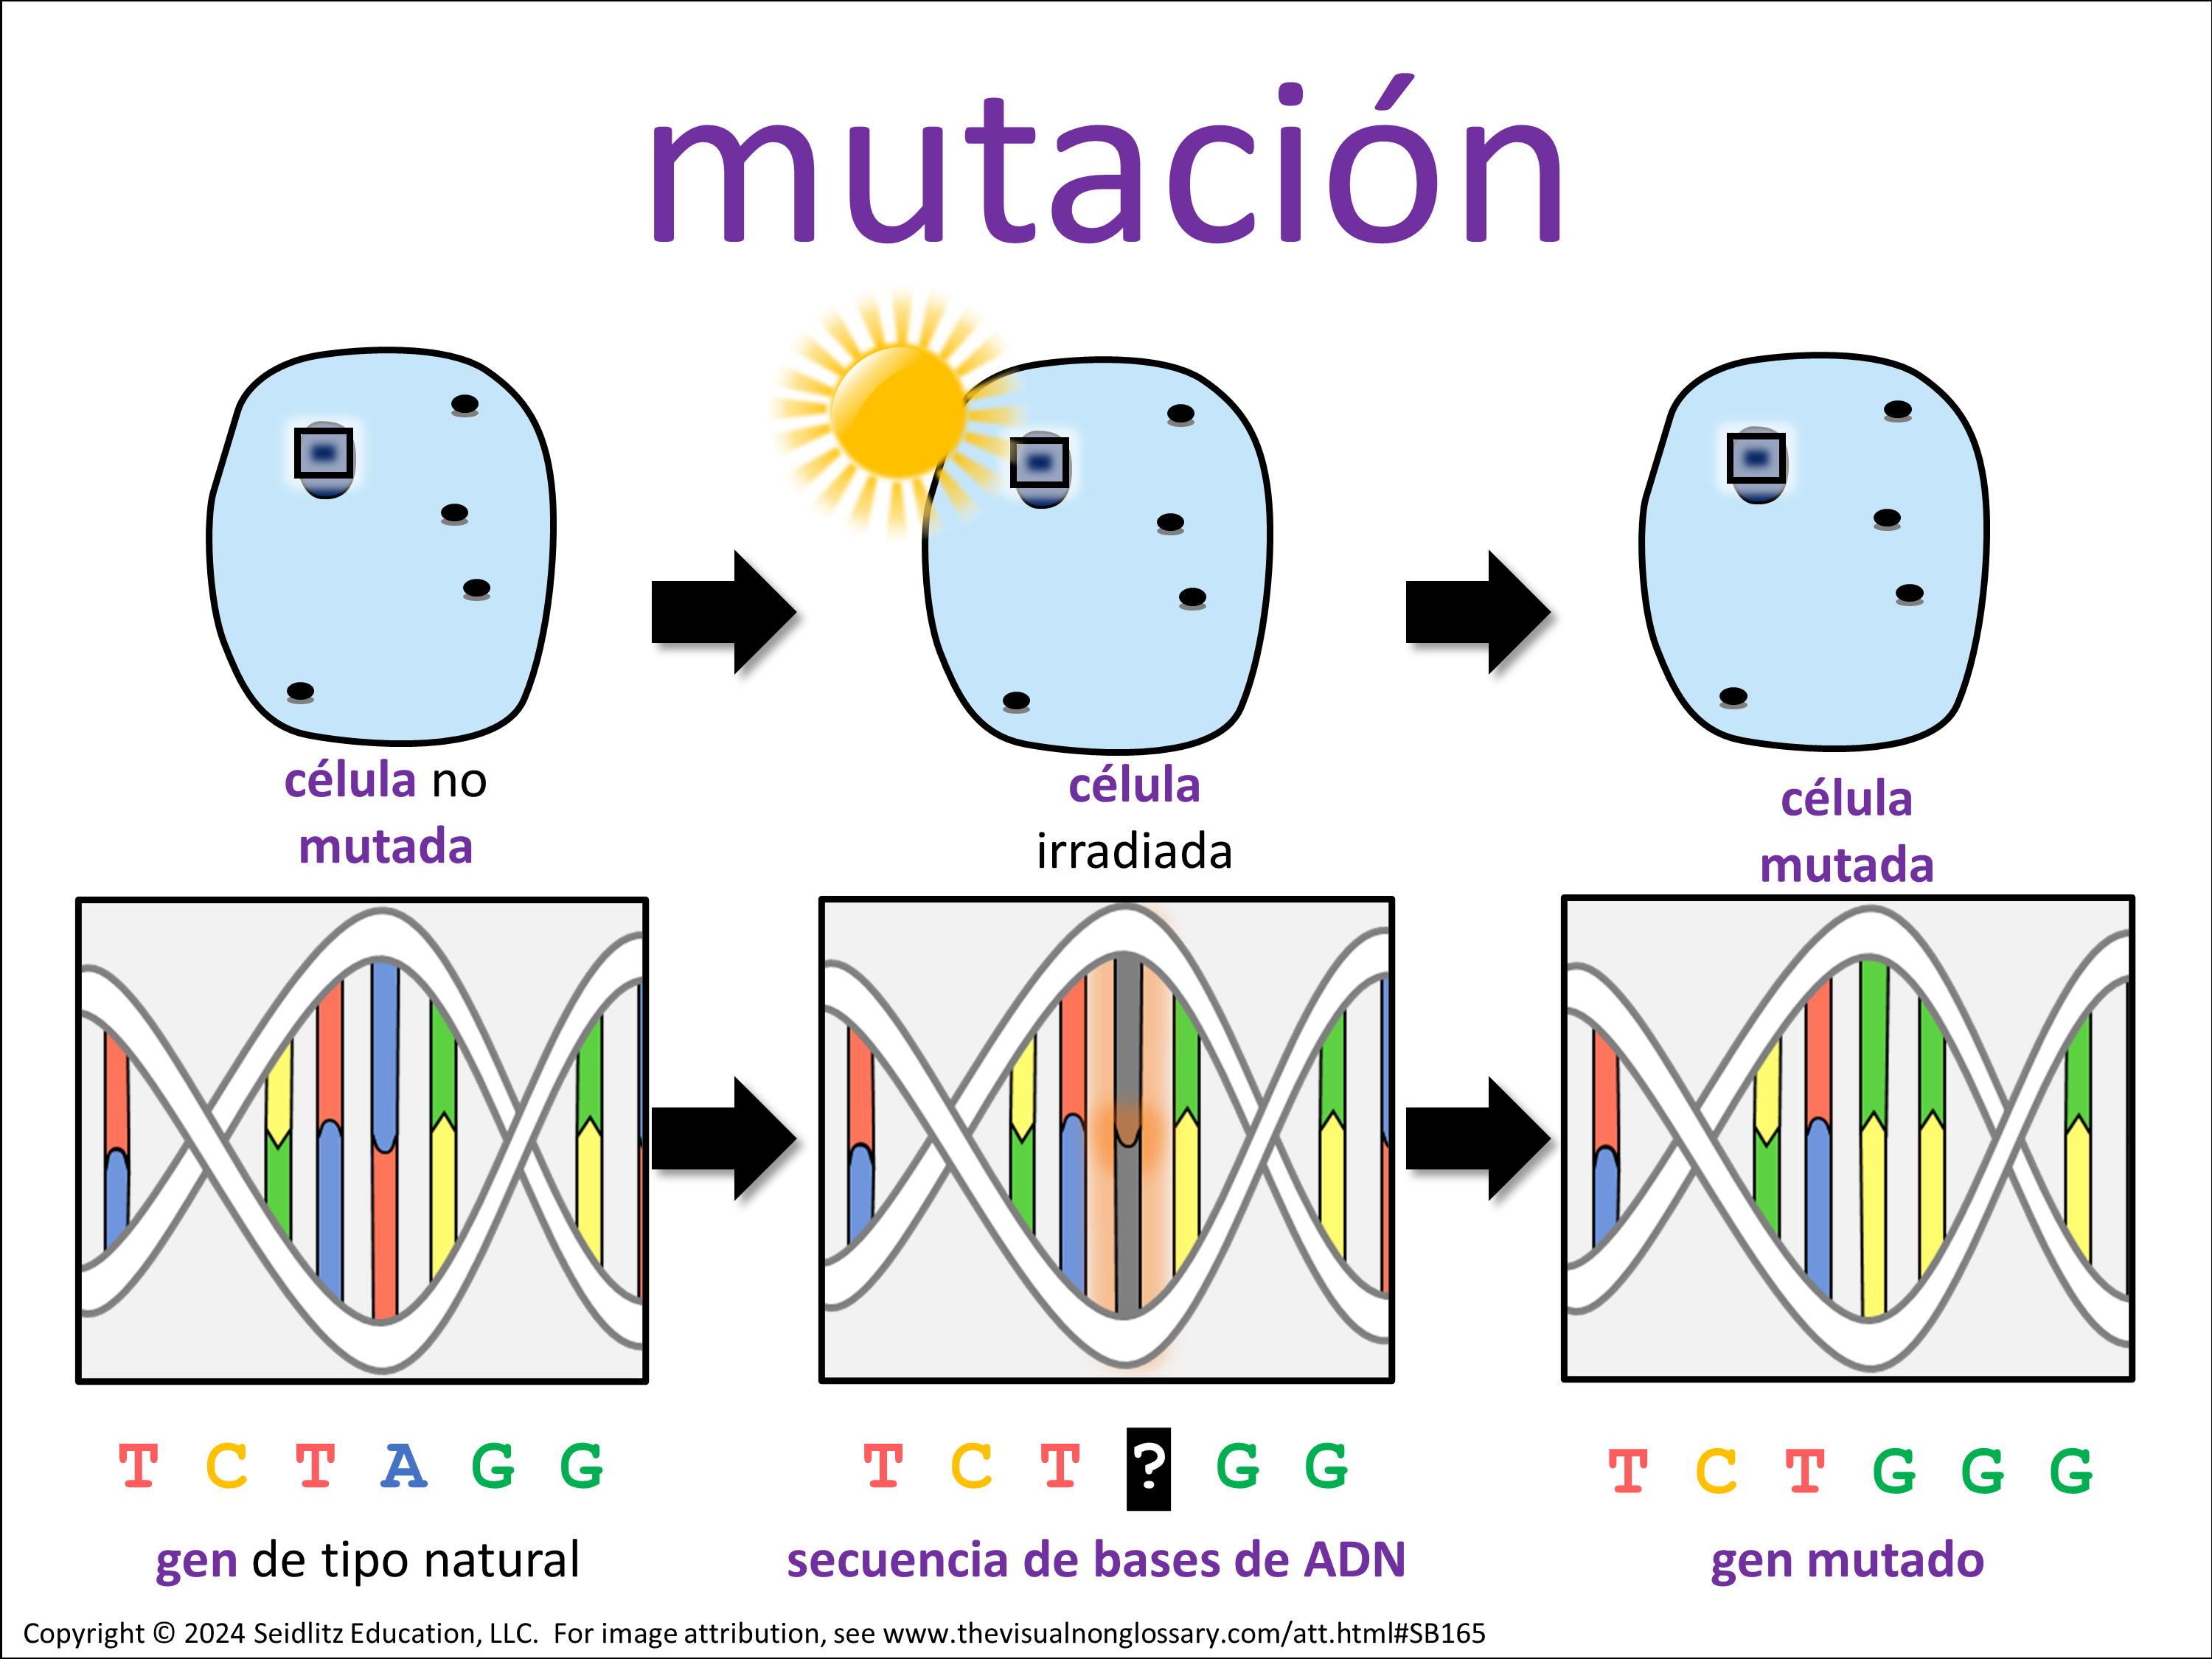 mutación
célula no
mutada
célula
irradiada
célula
mutada
T C T A G G
T C T ? G G
T C T G G G
gen de tipo natural
secuencia de bases de ADN
gen mutado
Copyright © 2024 Seidlitz Education, LLC. For image attribution, see www.thevisualnonglossary.com/att.html#SB165